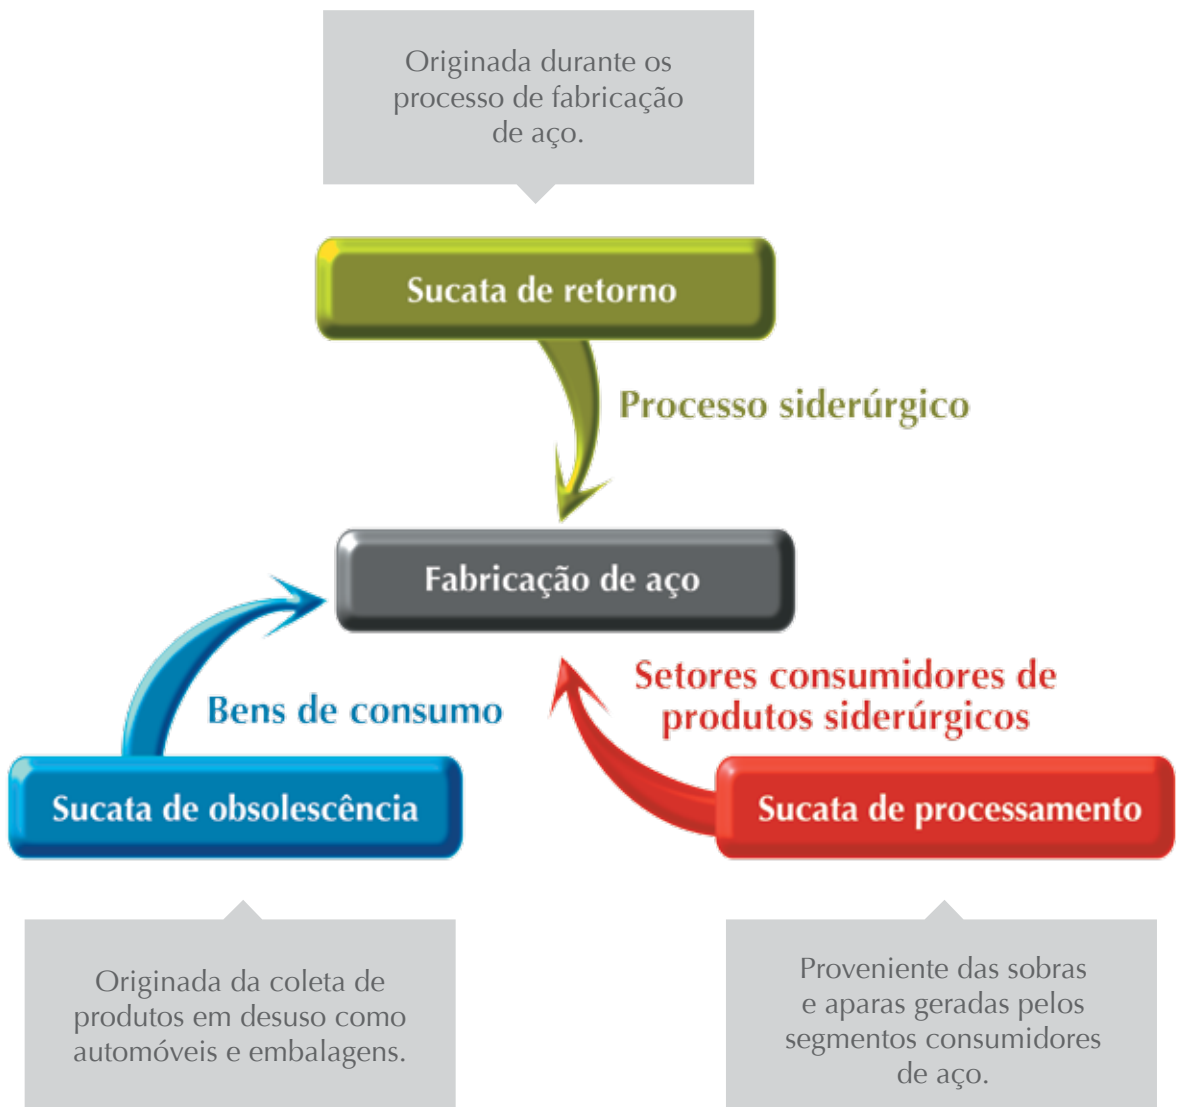 Originada durante os
processo de fabricação
de aço.
Sucata de retorno
Processo siderúrgico
Fabricação de aço
Bens de consumo
Setores consumidores de
produtos siderúrgicos
Sucata de obsolescência
Sucata de processamento
Originada da coleta de
produtos em desuso como
automóveis e embalagens.
Proveniente das sobras
e aparas geradas pelos
segmentos consumidores
de aço.